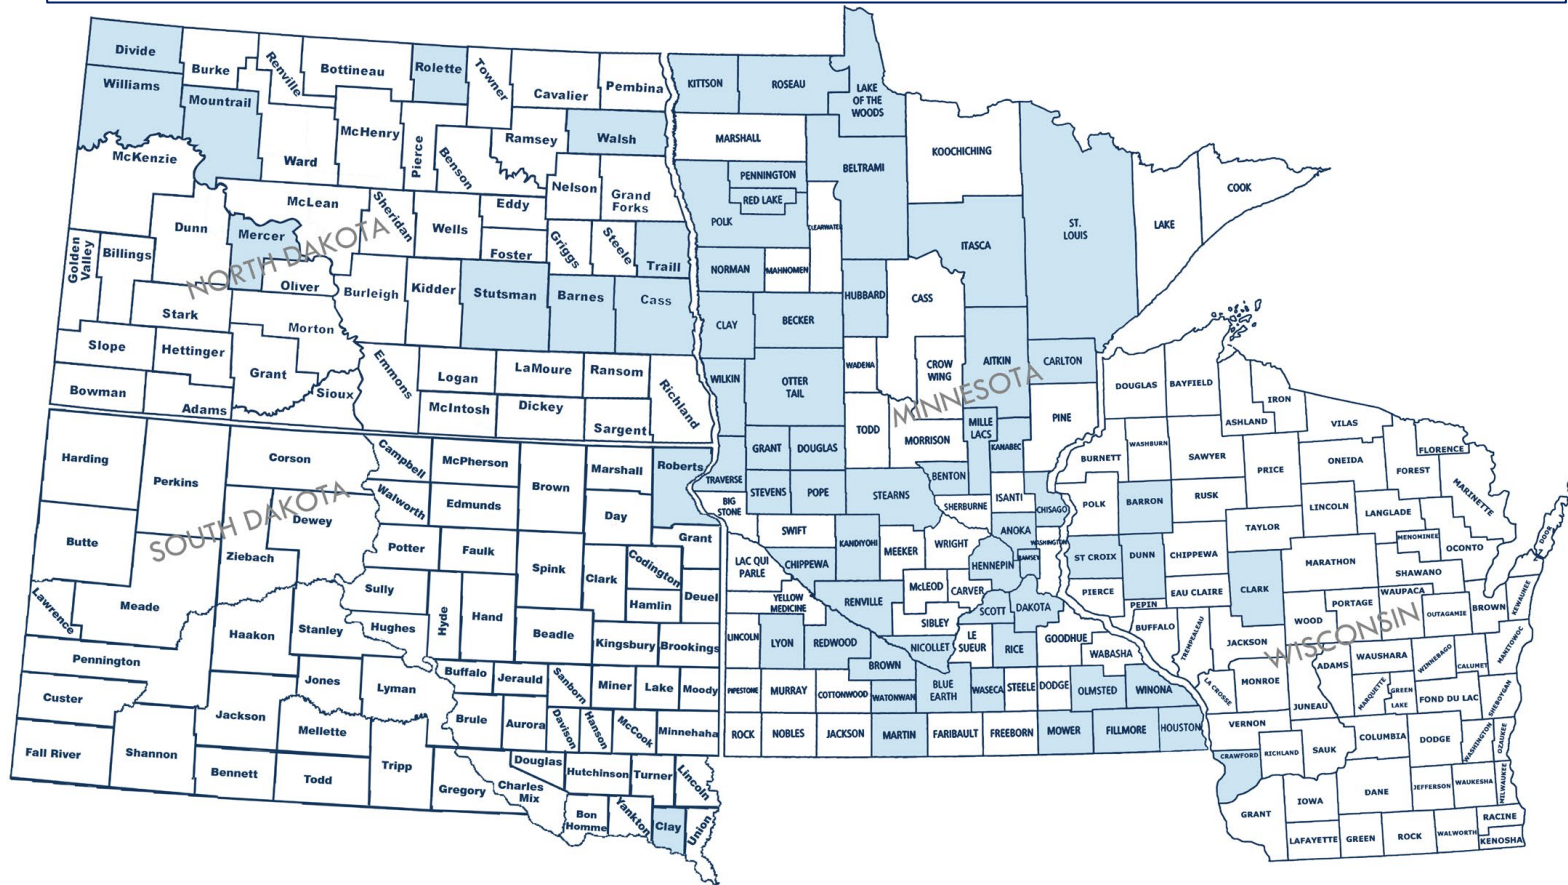 Divide
Burke
Renville
Bottineau
Rolette
Towner
Cavalier
Pembina
Williams
Mountrail
Ward
McHenry
Pierce
Benson
Ramsey
Walsh
McKenzie
McLean
Sheridan
Wells
Eddy
Nelson
Grand
Forks
Foster
Griggs
Steele
Traill
Golden
Valley
Billings
Dunn
Mercer
NORTH DAKOTA
Oliver
Burleigh
Kidder
Stutsman
Barnes
Cass
Stark
Morton
Slope
Hettinger
Grant
Sioux
Emmons
Logan
LaMoure
Ransom
Richland
Bowman
Adams
McIntosh
Dickey
Sargent
Harding
Perkins
Corson
Campbell
McPherson
Brown
Marshall
Roberts
Walworth
Edmunds
Day
Butte
SOUTH DAKOTA
Dewey
Ziebach
Potter
Faulk
Spink
Clark
Codington
Grant
Meade
Lawrence
Sully
Hyde
Hand
Hamlin
Deuel
Haakon
Stanley
Hughes
Beadle
Kingsbury
Brookings
Pennington
Custer
Jones
Lyman
Buffalo
Jerauld
Sanborn
Miner
Lake
Moody
Jackson
Mellette
Brule
Aurora
Davison
Hanson
McCook
Minnehaha
Fall River
Shannon
Bennett
Todd
Tripp
Gregory
Charles
Mix
Douglas
Hutchinson
Turner
Lincoln
Bon
Homme
Yankton
Clay
Union
KITTSON
ROSEAU
LAKE
OF THE
WOODS
MARSHALL
BELTRAMI
KOOCHICHING
PENNINGTON
RED LAKE
POLK
CLEARWATER
ITASCA
ST.
LOUIS
LAKE
COOK
NORMAN
MAHNOMEN
HUBBARD
CASS
CLAY
BECKER
WILKIN
OTTER
TAIL
WADENA
CROW
WING
AITKIN
CARLTON
MINNESOTA
TODD
MORRISON
MILLE
LACS
KANABEC
PINE
GRANT
DOUGLAS
TRAVERSE
BIG
STONE
STEVENS
POPE
STEARNS
BENTON
SHERBURNE
ISANTI
CHISAGO
SWIFT
KANDIYOHI
MEEKER
WRIGHT
ANOKA
WASHINGTON
RAMSEY
HENNEPIN
LAC QUI
PARLE
CHIPPEWA
YELLOW
MEDICINE
RENVILLE
McLEOD
CARVER
SCOTT
DAKOTA
SIBLEY
LINCOLN
LYON
REDWOOD
NICOLLET
LE
SUEUR
RICE
GOODHUE
WABASHA
BROWN
PIPESTONE
MURRAY
COTTONWOOD
WATONWAN
BLUE
EARTH
WASECA
STEELE
DODGE
OLMSTED
WINONA
ROCK
NOBLES
JACKSON
MARTIN
FARIBAULT
FREEBORN
MOWER
FILLMORE
HOUSTON
DOUGLAS
BAYFIELD
ASHLAND
IRON
VILAS
BURNETT
WASHBURN
SAWYER
PRICE
ONEIDA
FOREST
FLORENCE
MARINETTE
POLK
BARRON
RUSK
TAYLOR
LINCOLN
LANGLADE
OCONTO
MENOMINEE
DOOR
ST CROIX
DUNN
CHIPPEWA
CLARK
MARATHON
SHAWANO
PIERCE
PEPIN
EAU CLAIRE
BUFFALO
TREMPEALEAU
JACKSON
WOOD
PORTAGE
WAUPACA
OUTAGAMIE
BROWN
KEWAUNEE
WISCONSIN
LA CROSSE
MONROE
JUNEAU
ADAMS
WAUSHARA
WINNEBAGO
CALUMET
MANITOWOC
MARQUETTE
GREEN
LAKE
FOND DU LAC
SHEBOYGAN
VERNON
CRAWFORD
RICHLAND
SAUK
COLUMBIA
DODGE
WASHINGTON
OZAUKEE
GRANT
IOWA
DANE
JEFFERSON
WAUKESHA
MILWAUKEE
LAFAYETTE
GREEN
ROCK
WALWORTH
RACINE
KENOSHA